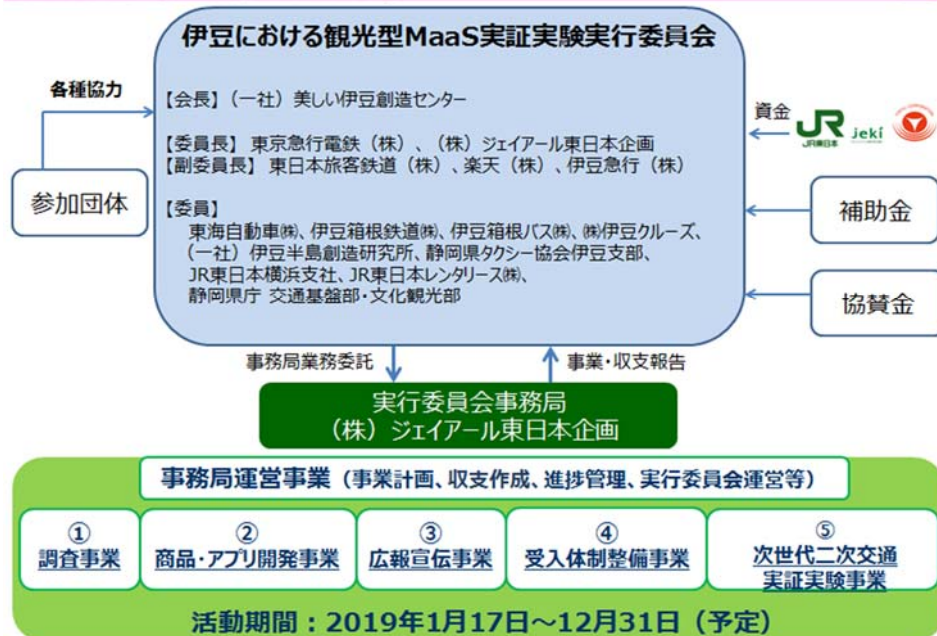 伊豆における観光型MaaS実証実験実行委員会
各種協力
【会長】（一社）美しい伊豆創造センター
資金
JR
JR東日本
jeki
【委員長】東京急行電鉄（株）、（株）ジェイアール東日本企画
【副委員長】東日本旅客鉄道（株）、楽天（株）、伊豆急行（株）
参加団体
補助金
【委員】
東海自動車㈱、伊豆箱根鉄道㈱、伊豆箱根バス㈱、㈱伊豆クルーズ、
（一社）伊豆半島創造研究所、静岡県タクシー協会伊豆支部、
JR東日本横浜支社、JR東日本レンタリース㈱、
静岡県庁 交通基盤部・文化観光部
協賛金
事務局業務委託
事業・収支報告
実行委員会事務局
（株）ジェイアール東日本企画
事務局運営事業（事業計画、収支作成、進捗管理、実行委員会運営等）
①
調査事業
②
商品・アプリ開発事業
③
広報宣伝事業
④
受入体制整備事業
⑤
次世代二次交通
実証実験事業
活動期間：2019年1月17日～12月31日（予定）